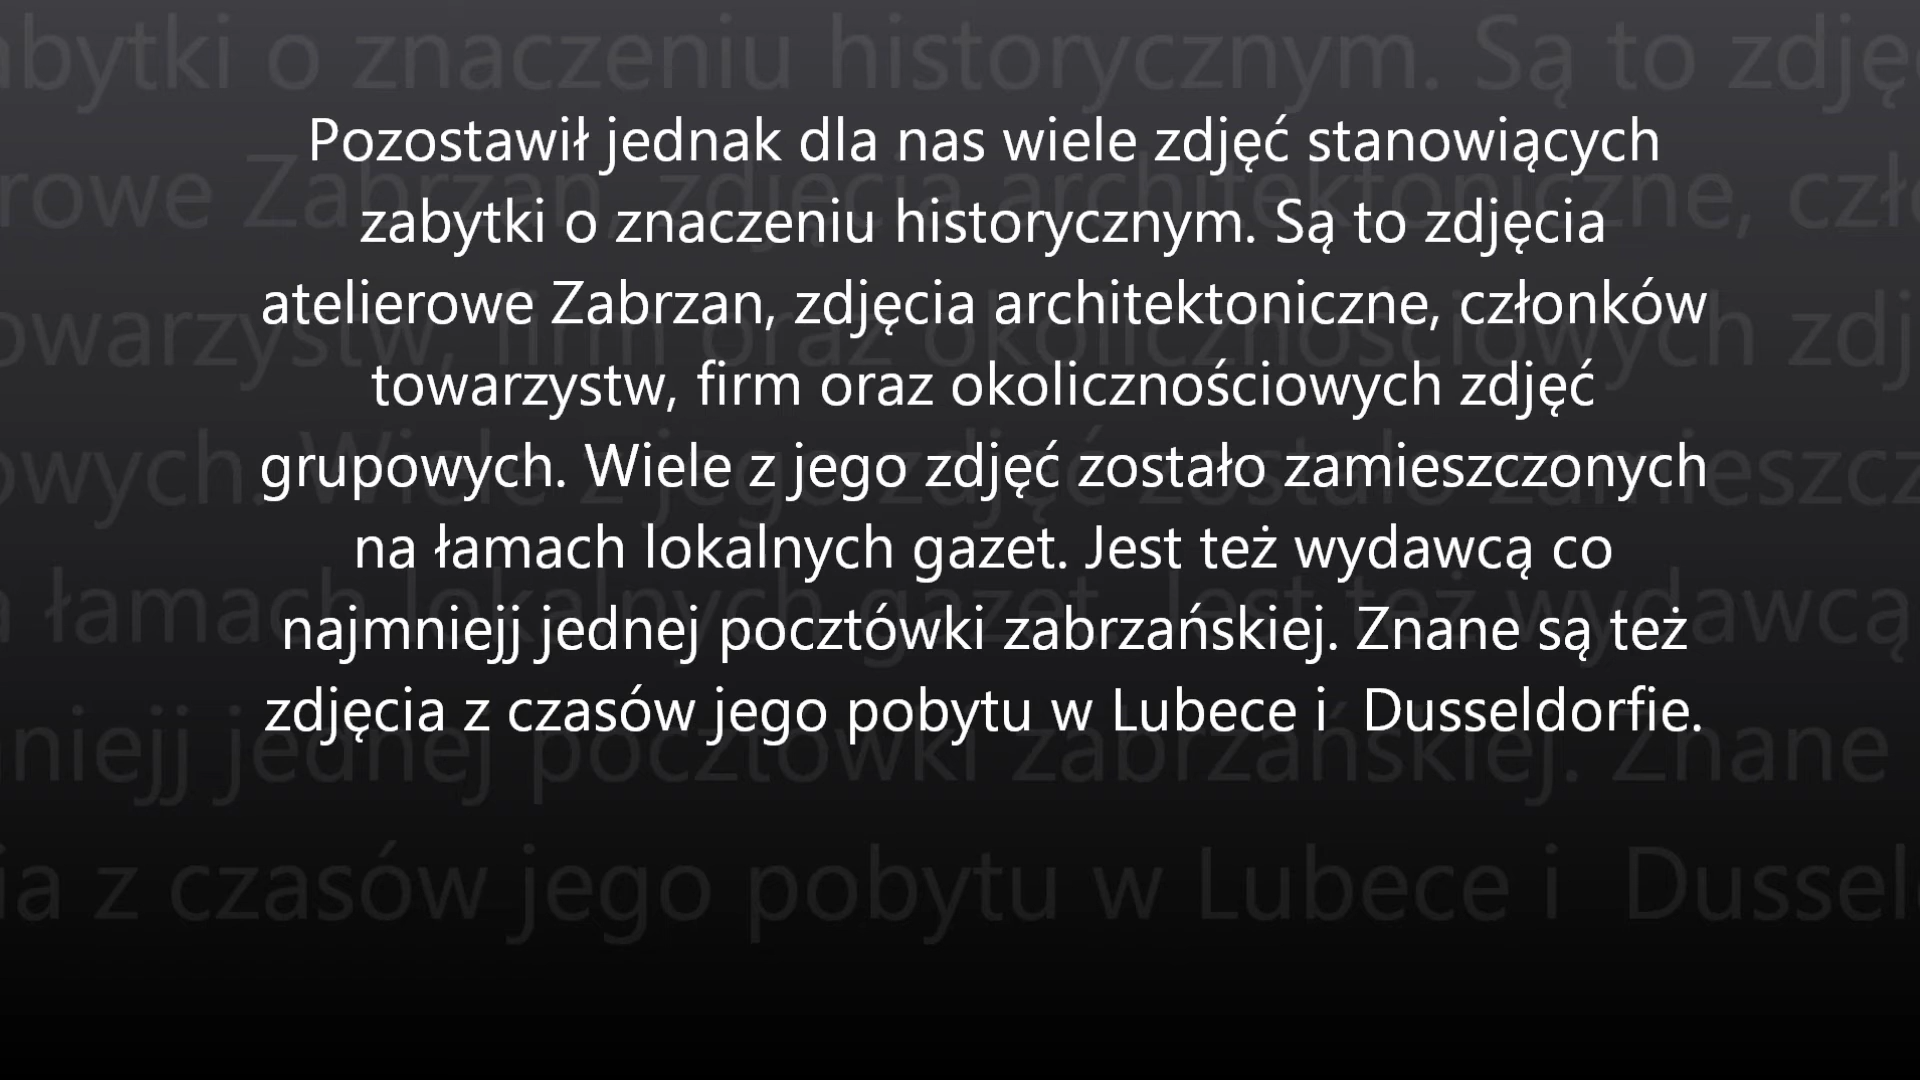 Pozostawił jednak dla nas wiele zdjęć stanowiących
zabytki o znaczeniu historycznym. Są to zdjęcia
atelierowe Zabrzan, zdjęcia architektoniczne, członków
towarzystw, firm oraz okolicznościowych zdjęć
grupowych. Wiele z jego zdjęć zostało zamieszczonych
na łamach lokalnych gazet. Jest też wydawcą co
najmniejj jednej pocztówki zabrzańskiej. Znane są też
zdjęcia z czasów jego pobytu w Lubece i  Dusseldorfie.